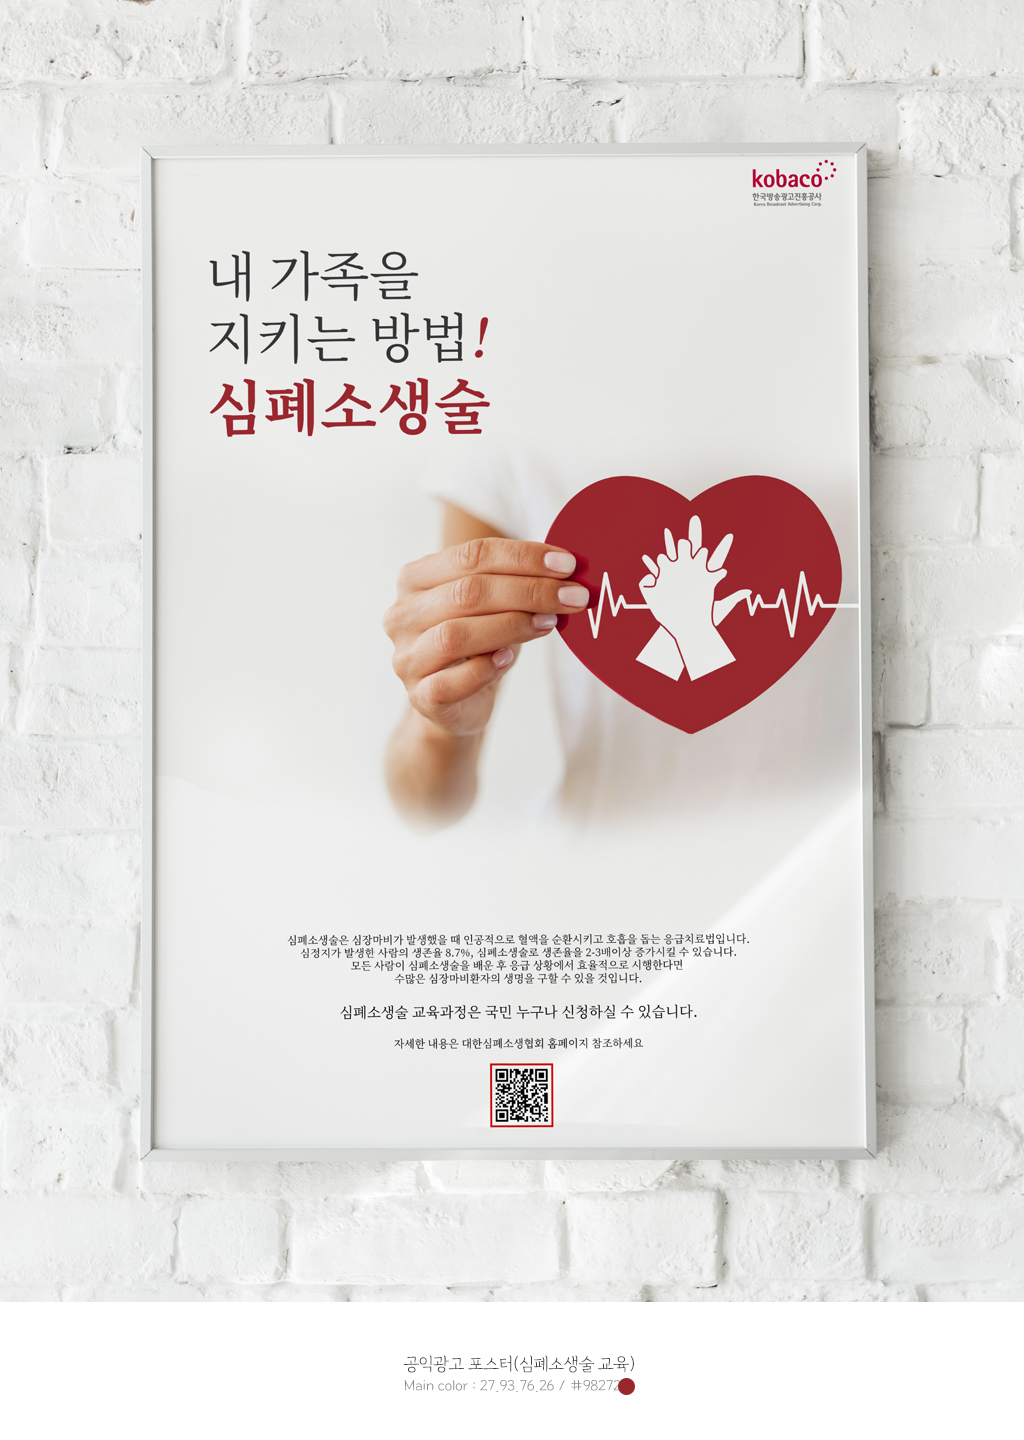 kobaco
한국방송광고진흥공사
Korea Broadcast Advertising Corp.
내 가족을
지키는 방법!
심폐소생술
심폐소생술은 심장마비가 발생했을 때 인공적으로 혈액을 순환시키고 호흡을 돕는 응급치료법입니다.
심정지가 발생한 사람의 생존율 8.7%, 심폐소생술로 생존율을 2-3배이상 증가시킬 수 있습니다.
모든 사람이 심폐소생술을 배운 후 응급 상황에서 효율적으로 시행한다면
수많은 심장마비환자의 생명을 구할 수 있을 것입니다.
심폐소생술 교육과정은 국민 누구나 신청하실 수 있습니다.
자세한 내용은 대한심폐소생협회 홈페이지 참조하세요
공익광고 포스터(심폐소생술 교육)
Main color : 27,93,76,26 / #98272